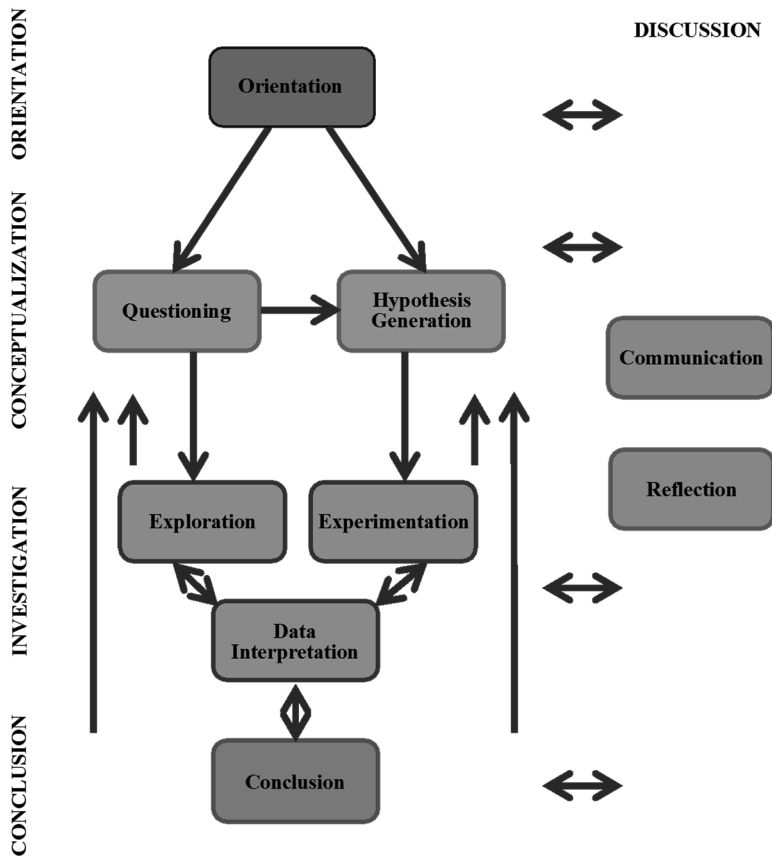 DISCUSSION
ORIENTATION
Orientation
CONCEPTUALIZATION
Questioning
Hypothesis
Generation
Communication
Reflection
INVESTIGATION
Exploration
Experimentation
Data
Interpretation
CONCLUSION
Conclusion